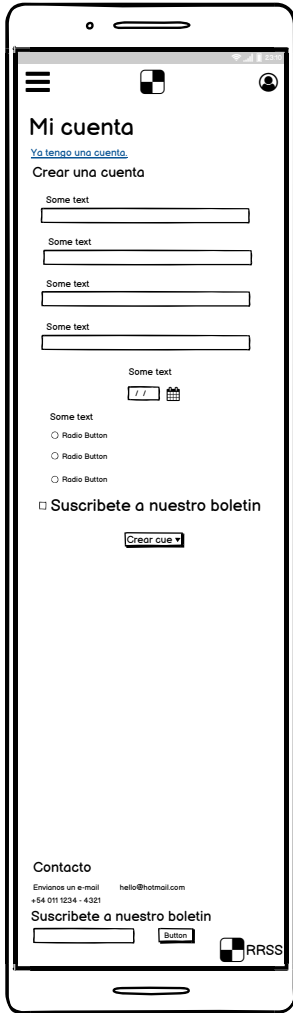 23:10
Mi cuenta
Ya tengo una cuenta.
Crear una cuenta
Some text
Some text
Some text
Some text
Some text
/ /
Some text
Radio Button
Radio Button
Radio Button
Suscribete a nuestro boletin
Crear cue
Contacto
Envianos un e-mail hello@hotmail.com
+54 011 1234 - 4321
Suscribete a nuestro boletin
Button
RRSS